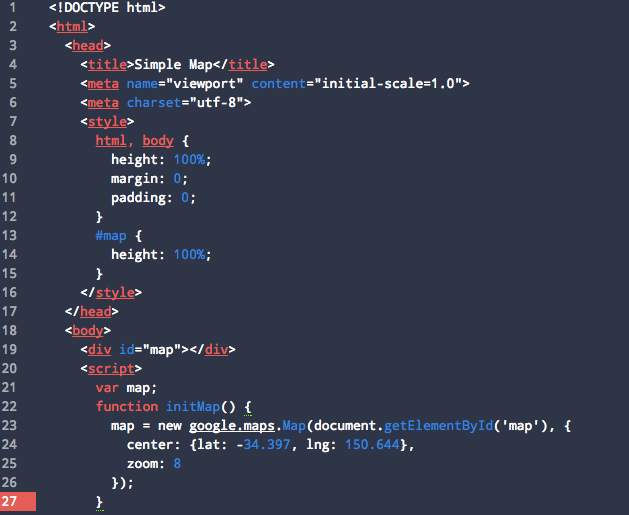 1 <!DOCTYPE html>
2 <html>
3 <head>
4 <title>Simple Map</title>
5 <meta name="viewport" content="initial-scale=1.0">
6 <meta charset="utf-8">
7 <style>
8 html, body {
9 height: 100%;
10 margin: 0;
11 padding: 0;
12 }
13 #map {
14 height: 100%;
15 }
16 </style>
17 </head>
18 <body>
19 <div id="map"></div>
20 <script>
21 var map;
22 function initMap() {
23 map = new google.maps.Map(document.getElementById('map'), {
24 center: {lat: -34.397, lng: 150.644},
25 zoom: 8
26 });
27 }